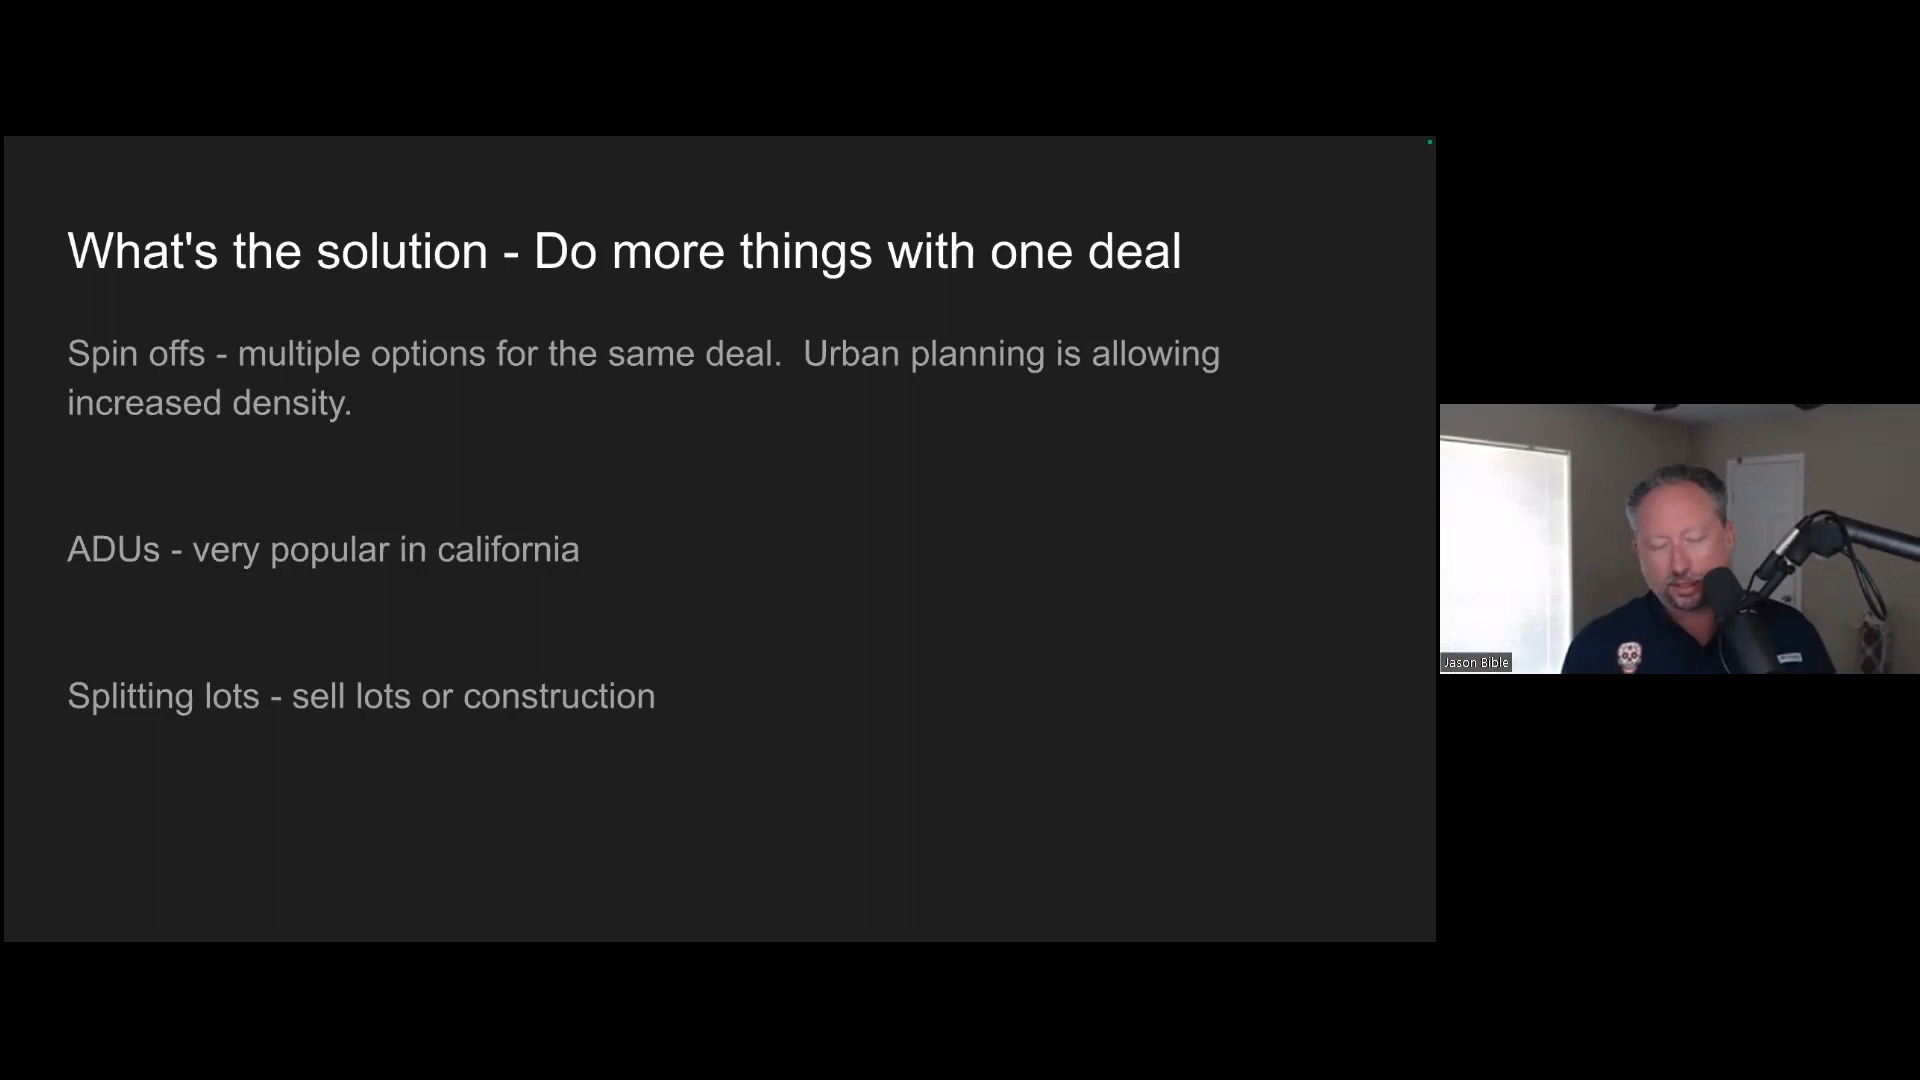 What's the solution - Do more things with one deal
Spin offs - multiple options for the same deal.  Urban planning is allowing
increased density.
ADUs - very popular in california
Splitting lots - sell lots or construction
Jason Bible